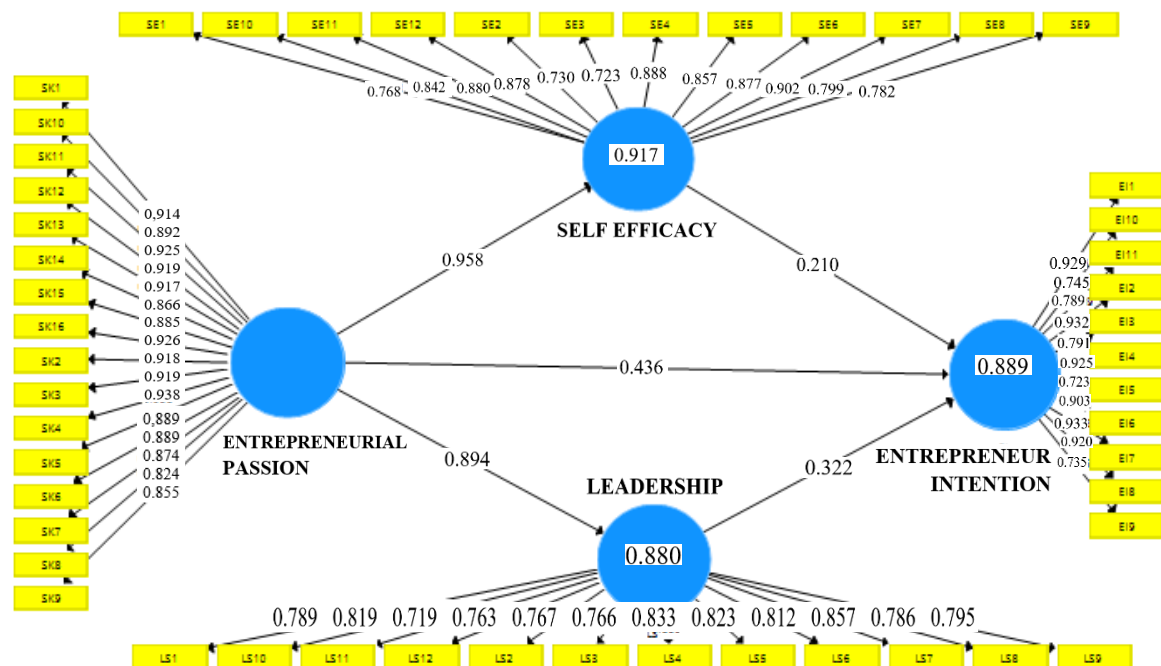 SE1 SE10 SE11 SE12 SE2 SE3 SE4 SE5 SE6 SE7 SE8 SE9
0.768 0.842 0.880 0.878 0.730 0.723 0.888 0.857 0.877 0.902 0.799 0.782
0.917
SELF EFFICACY
SK1
SK10
SK11
SK12
SK13
SK14
SK15
SK16
SK2
SK3
SK4
SK5
SK6
SK7
SK8
SK9
0,914
0.892
0.925
0.919
0.917
0.866
0.885
0.926
0.918
0.919
0.938
0,889
0.889
0.874
0.824
0.855
ENTREPRENEURIAL
PASSION
0.958
0.436
0.894
0.210
0.322
LEADERSHIP
0.880
0.889
ENTREPRENEUR
INTENTION
0.929
0.745
0.789
0.932
0.791
0.925
0.723
0.903
0.933
0.920
0.735
EI1
EI10
EI11
EI2
EI3
EI4
EI5
EI6
EI7
EI8
EI9
0.789 0.819 0.719 0.763 0.767 0.766 0.833 0.823 0.812 0.857 0.786 0.795
LS1 LS10 LS11 LS12 LS2 LS3 LS4 LS5 LS6 LS7 LS8 LS9